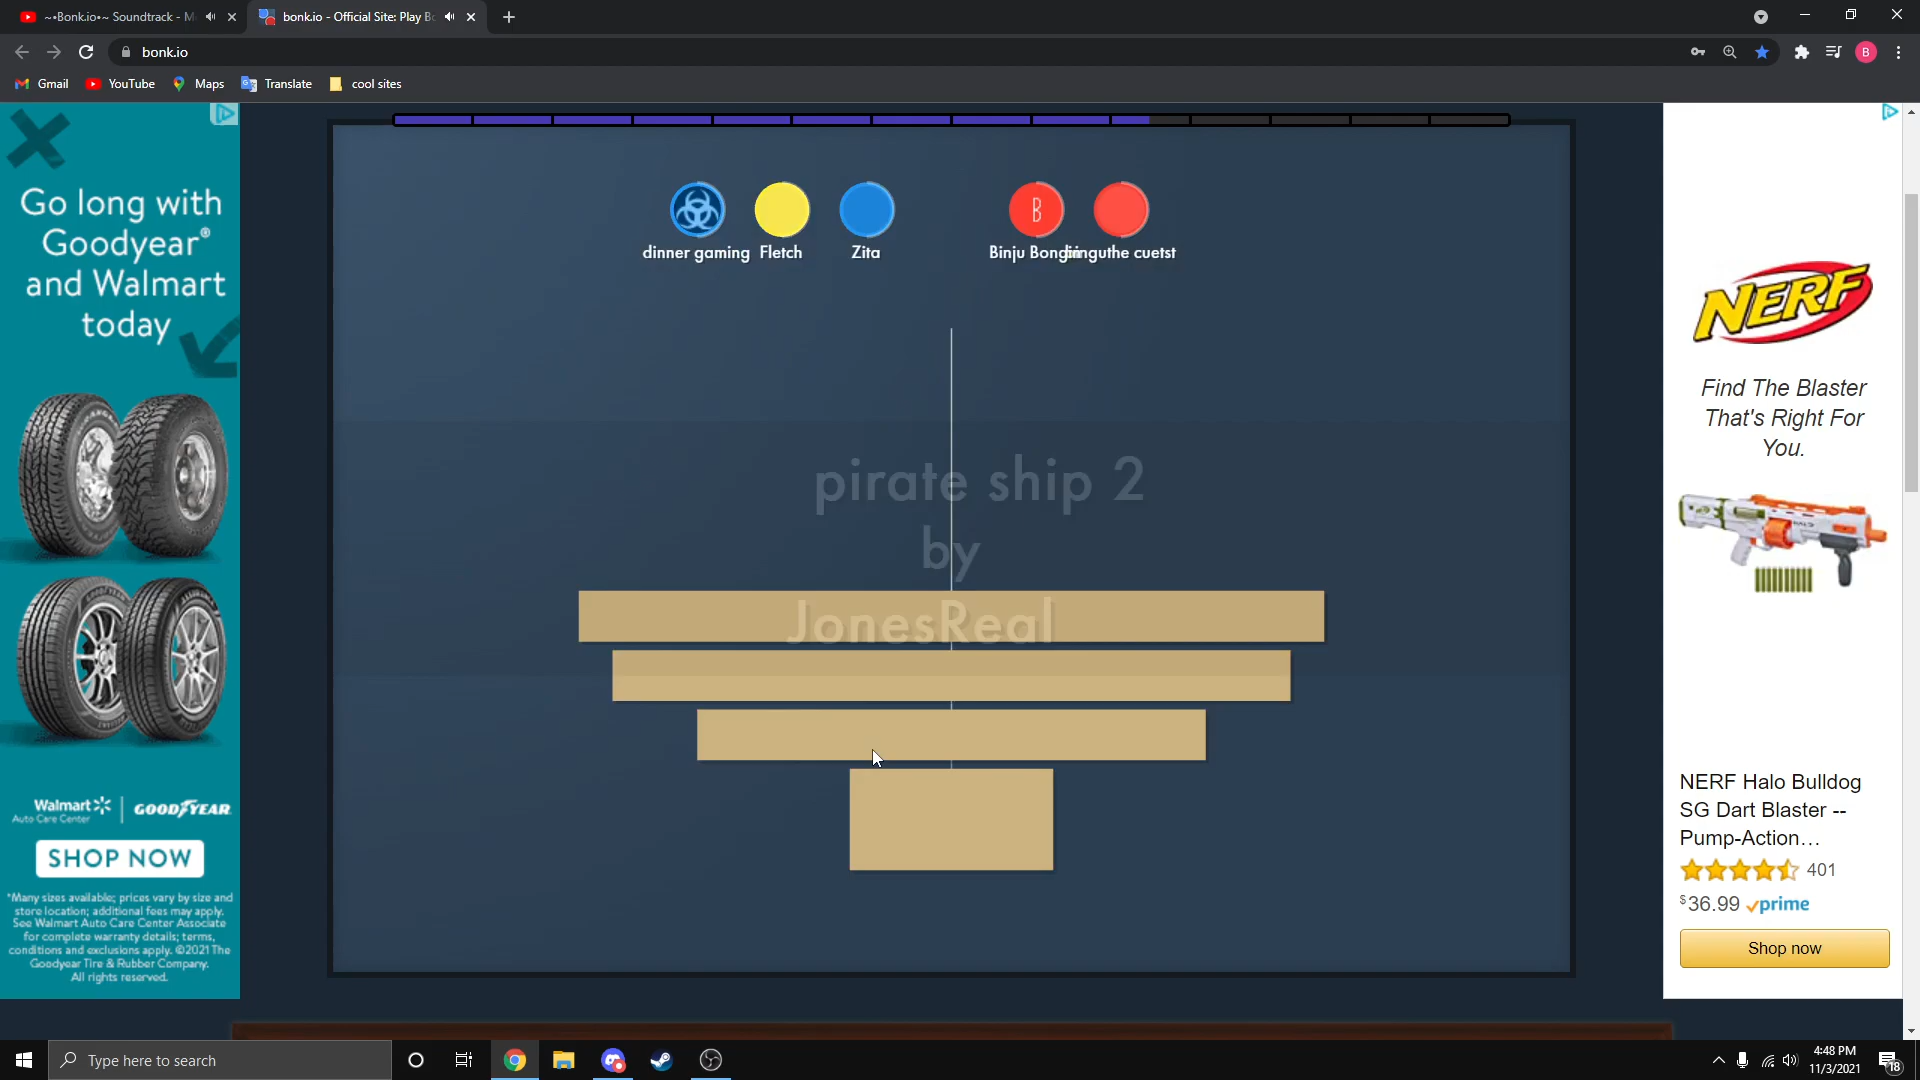 ~•Bonk.io•~ Soundtrack - M
bonk.io - Official Site: Play B
bonk.io
B
Gmail
YouTube
Maps
Translate
cool sites
Go long with
Goodyear®
and Walmart
today
Walmart
Auto Care Center
GOODYEAR
SHOP NOW
*Many sizes available; prices vary by size and
store location; additional fees may apply.
See Walmart Auto Care Center Associate
for complete warranty details; terms,
conditions and exclusions apply. ©2021 The
Goodyear Tire & Rubber Company.
All rights reserved.
B
dinner gaming
Fletch
Zita
Binju
cuetst
pirate ship 2
by
JonesReal
NERF
Find The Blaster
That's Right For
You.
NERF Halo Bulldog
SG Dart Blaster --
Pump-Action…
401
$36.99 prime
Shop now
Type here to search
4:48 PM
11/3/2021
18